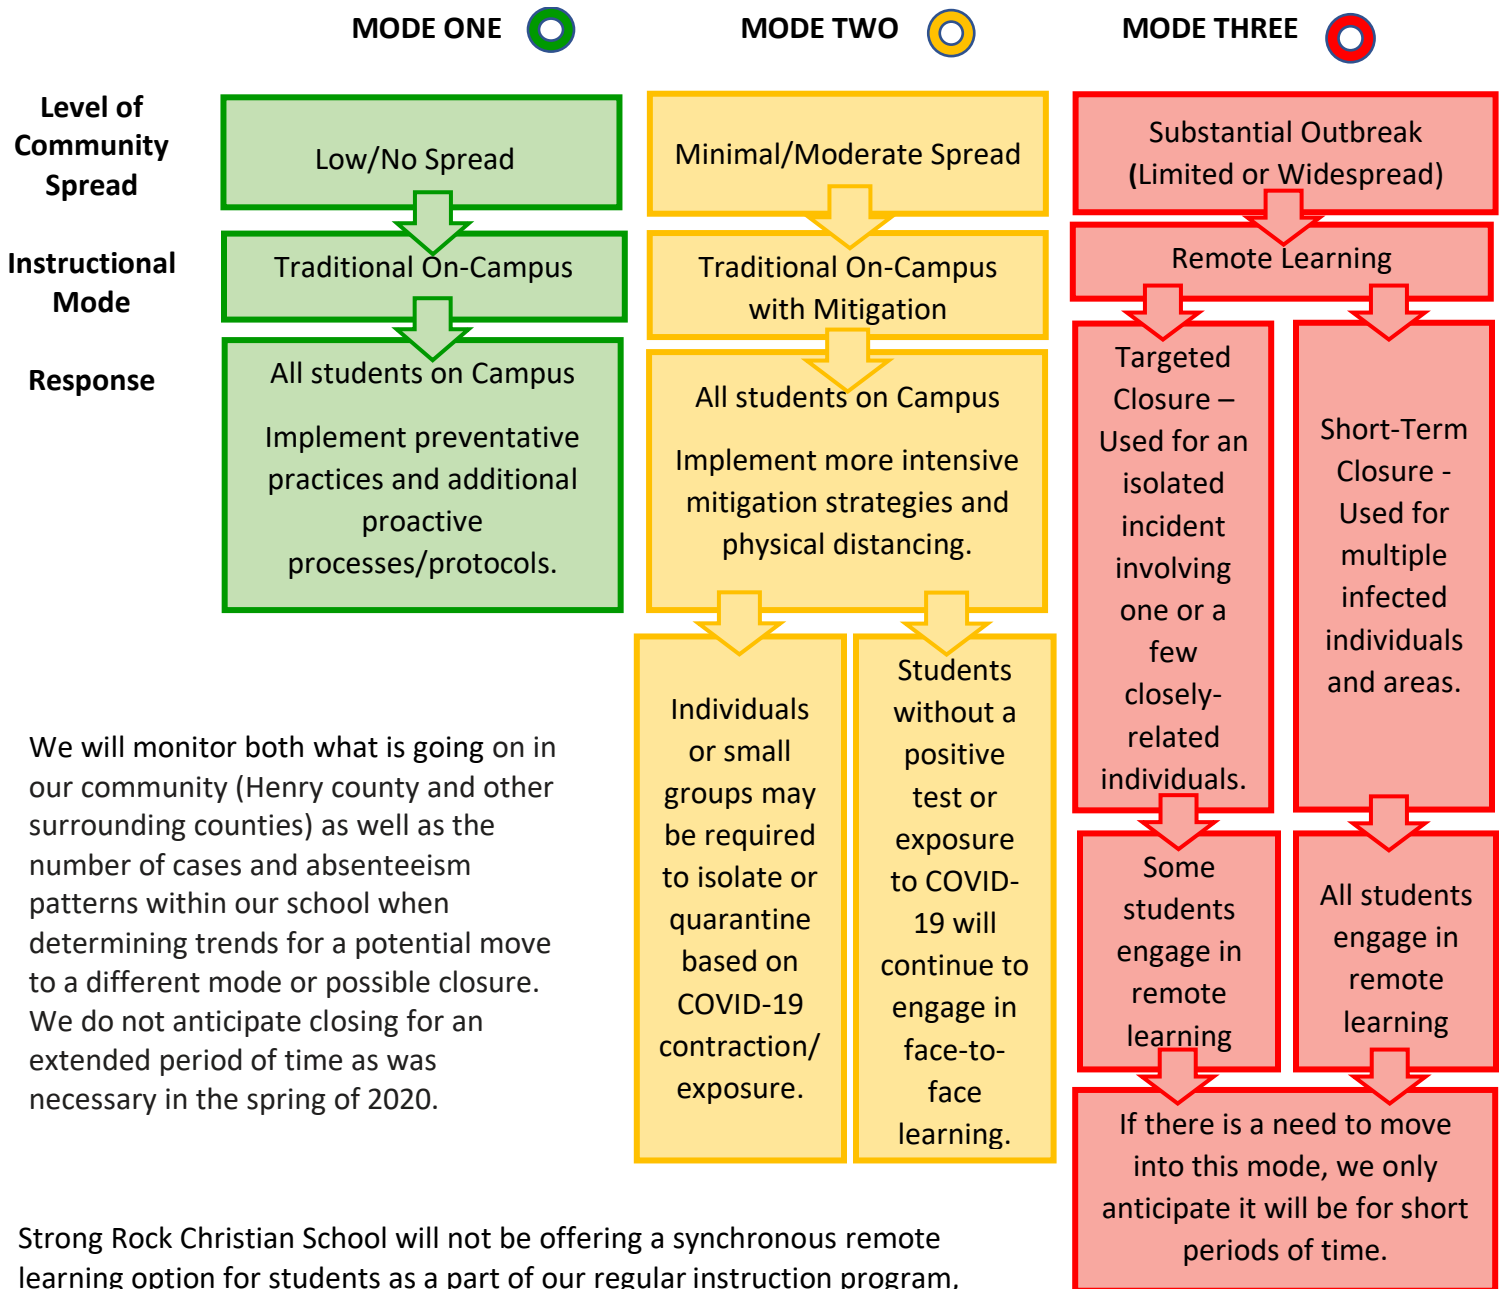 MODE ONE
MODE TWO
MODE THREE
Level of
Community
Spread
Low/No Spread
Minimal/Moderate Spread
Substantial Outbreak
(Limited or Widespread)
Instructional
Mode
Traditional On-Campus
Traditional On-Campus
with Mitigation
Remote Learning
Response
All students on Campus
Implement preventative
practices and additional
proactive
processes/protocols.
All students on Campus
Implement more intensive
mitigation strategies and
physical distancing.
Individuals
or small
groups may
be required
to isolate or
quarantine
based on
COVID-19
contraction/
exposure.
Students
without a
positive
test or
exposure
to COVID-
19 will
continue to
engage in
face-to-
face
learning.
Targeted
Closure –
Used for an
isolated
incident
involving
one or a
few
closely-
related
individuals.
Short-Term
Closure -
Used for
multiple
infected
individuals
and areas.
Some
students
engage in
remote
learning
All students
engage in
remote
learning
If there is a need to move
into this mode, we only
anticipate it will be for short
periods of time.
We will monitor both what is going on in
our community (Henry county and other
surrounding counties) as well as the
number of cases and absenteeism
patterns within our school when
determining trends for a potential move
to a different mode or possible closure.
We do not anticipate closing for an
extended period of time as was
necessary in the spring of 2020.
Strong Rock Christian School will not be offering a synchronous remote
learning option for students as a part of our regular instruction program,